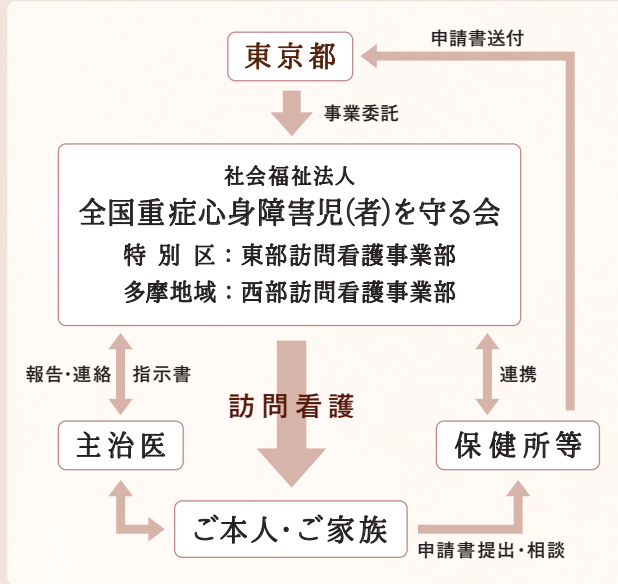 申請書送付
東京都
事業委託
社会福祉法人
全国重症心身障害児(者)を守る会
特別区：東部訪問看護事業部
多摩地域：西部訪問看護事業部
報告・連絡
指示書
連携
訪問看護
主治医
保健所等
ご本人・ご家族
申請書提出・相談